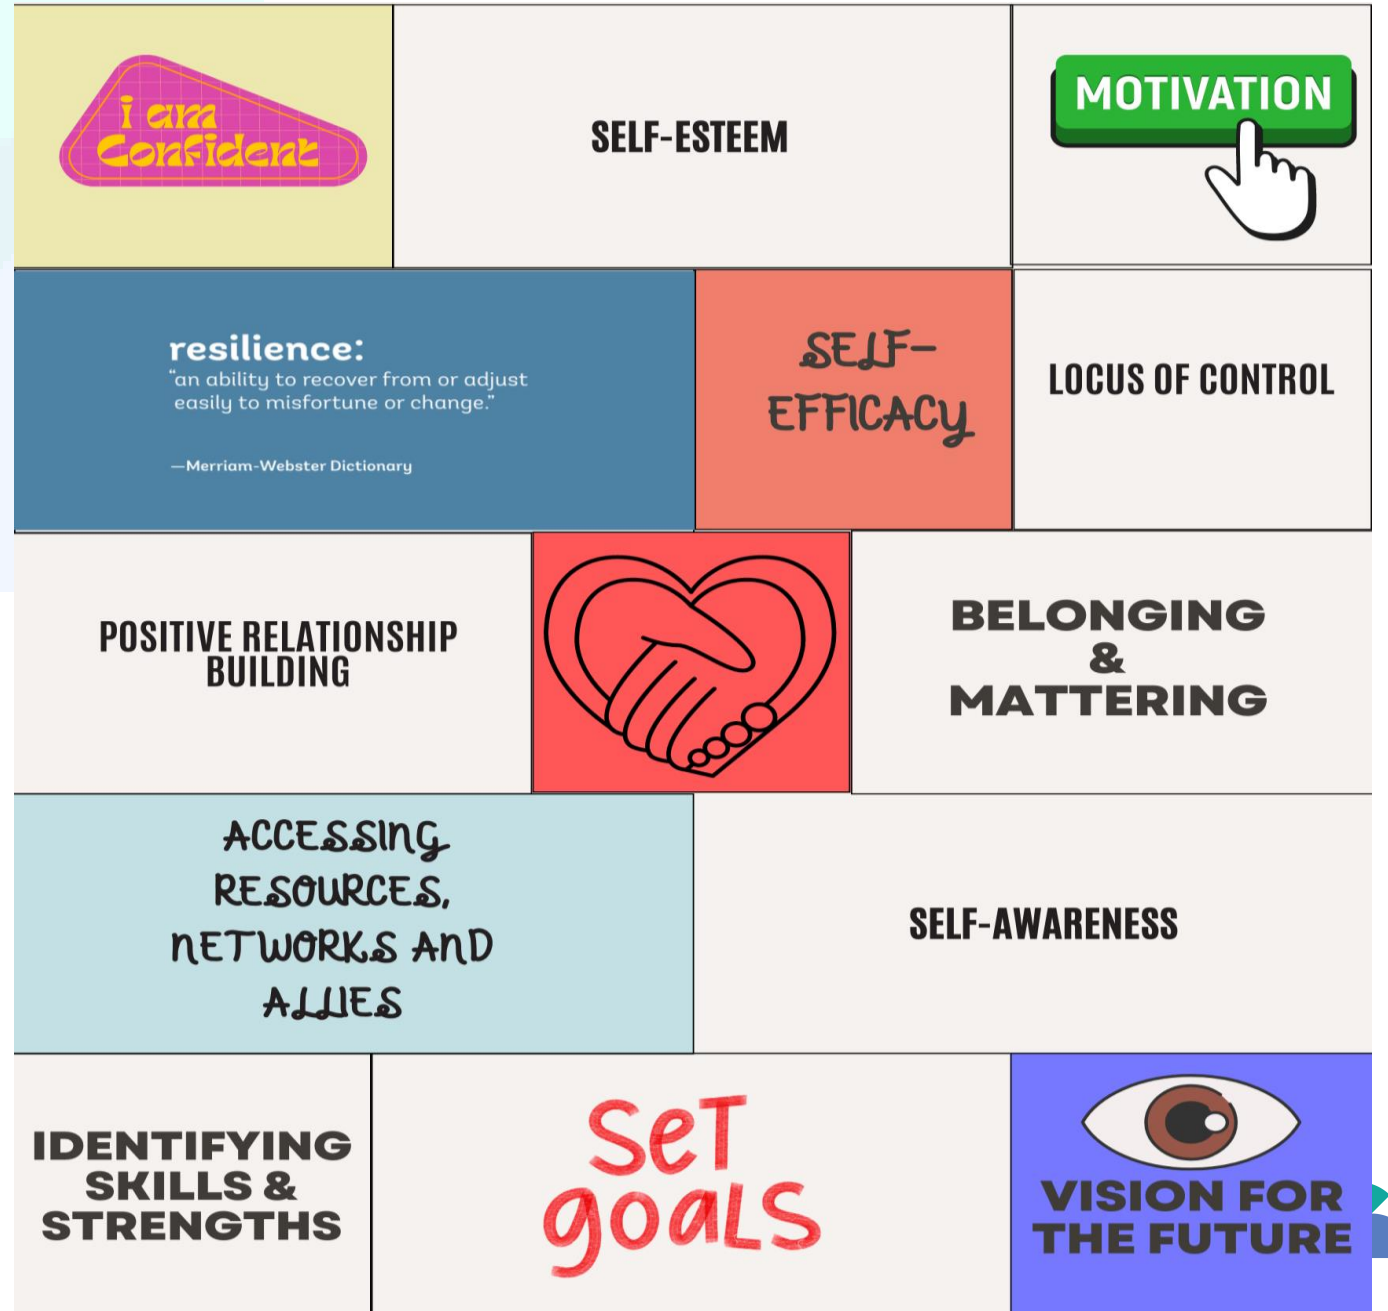 i am
Confident
SELF-ESTEEM
MOTIVATION
resilience:
"an ability to recover from or adjust
easily to misfortune or change."
—Merriam-Webster Dictionary
SELF-
EFFICACY
LOCUS OF CONTROL
POSITIVE RELATIONSHIP
BUILDING
BELONGING
&
MATTERING
ACCESSING
RESOURCES,
NETWORKS AND
ALLIES
SELF-AWARENESS
IDENTIFYING
SKILLS &
STRENGTHS
SeT
goaLS
VISION FOR
THE FUTURE